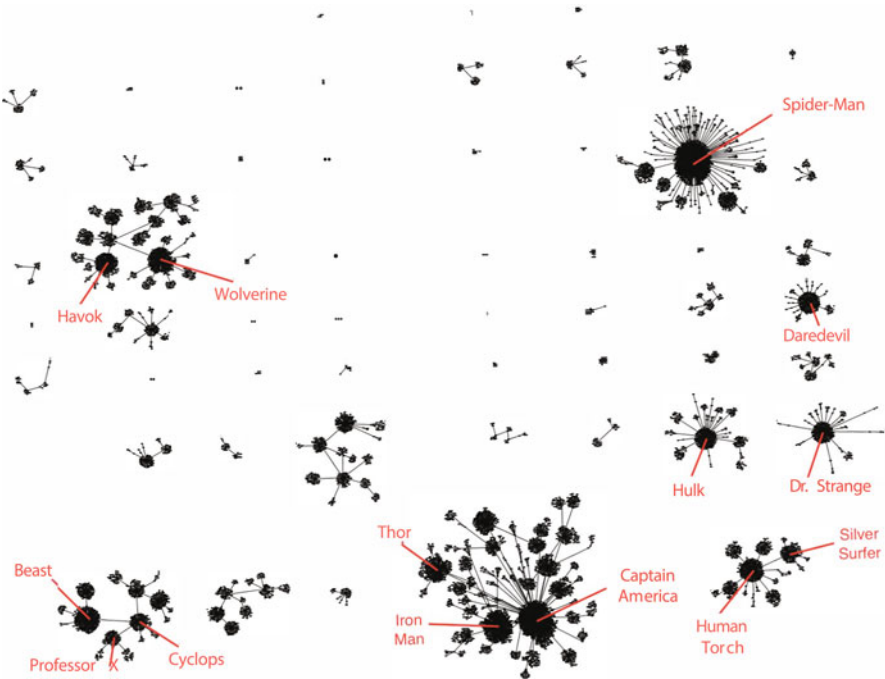 Spider-Man
Wolverine
Havok
Daredevil
Hulk
Dr. Strange
Thor
Silver
Surfer
Beast
Captain
America
Iron
Man
Human
Torch
Professor X
Cyclops